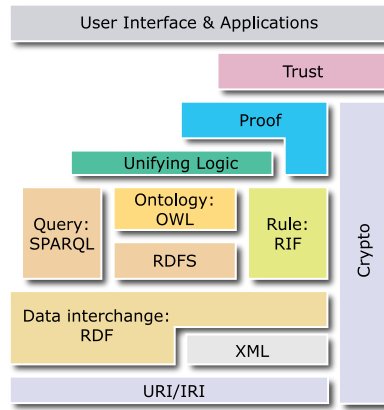 User Interface & Applications
Trust
Proof
Unifying Logic
Query:
SPARQL
Ontology:
OWL
RDFS
Rule:
RIF
Crypto
Data interchange:
RDF
XML
URI/IRI